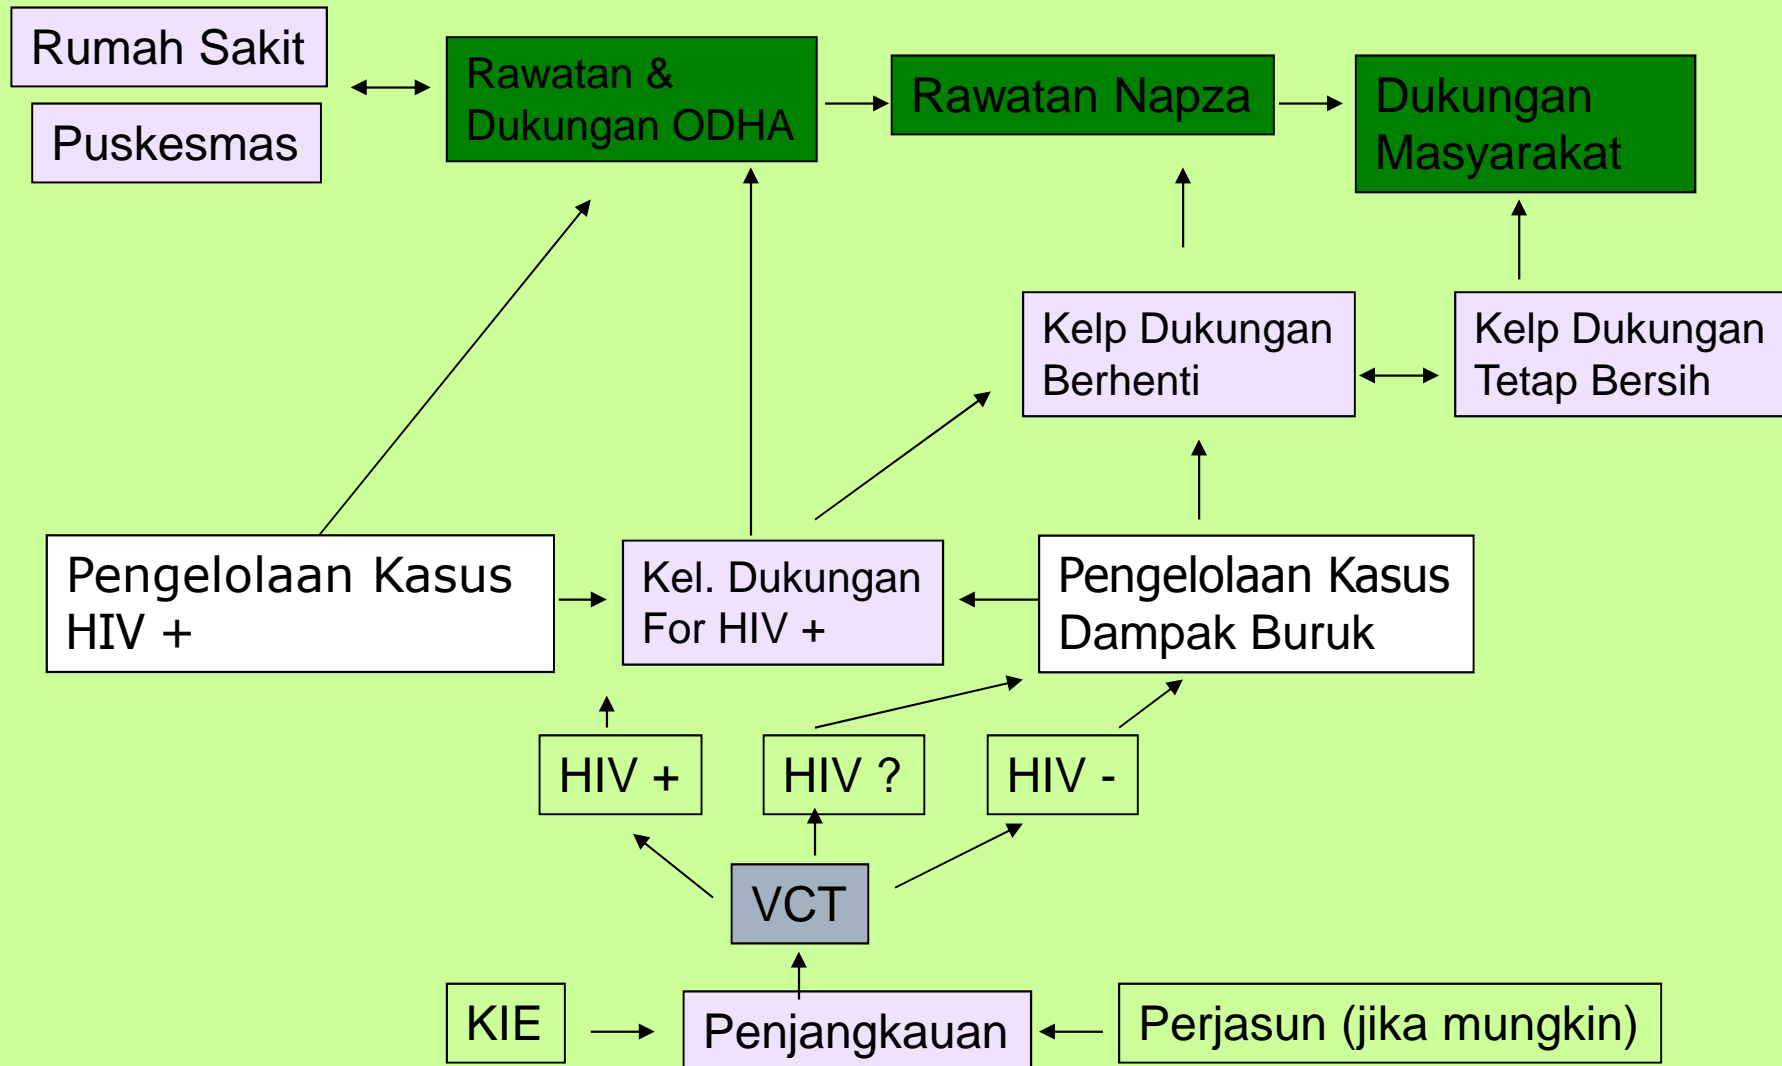 Rumah Sakit
Puskesmas
Rawatan &
Dukungan ODHA
Rawatan Napza
Dukungan
Masyarakat
Kelp Dukungan
Berhenti
Kelp Dukungan
Tetap Bersih
Pengelolaan Kasus
HIV +
Kel. Dukungan
For HIV +
Pengelolaan Kasus
Dampak Buruk
HIV +
HIV ?
HIV -
VCT
KIE
Penjangkauan
Perjasun (jika mungkin)